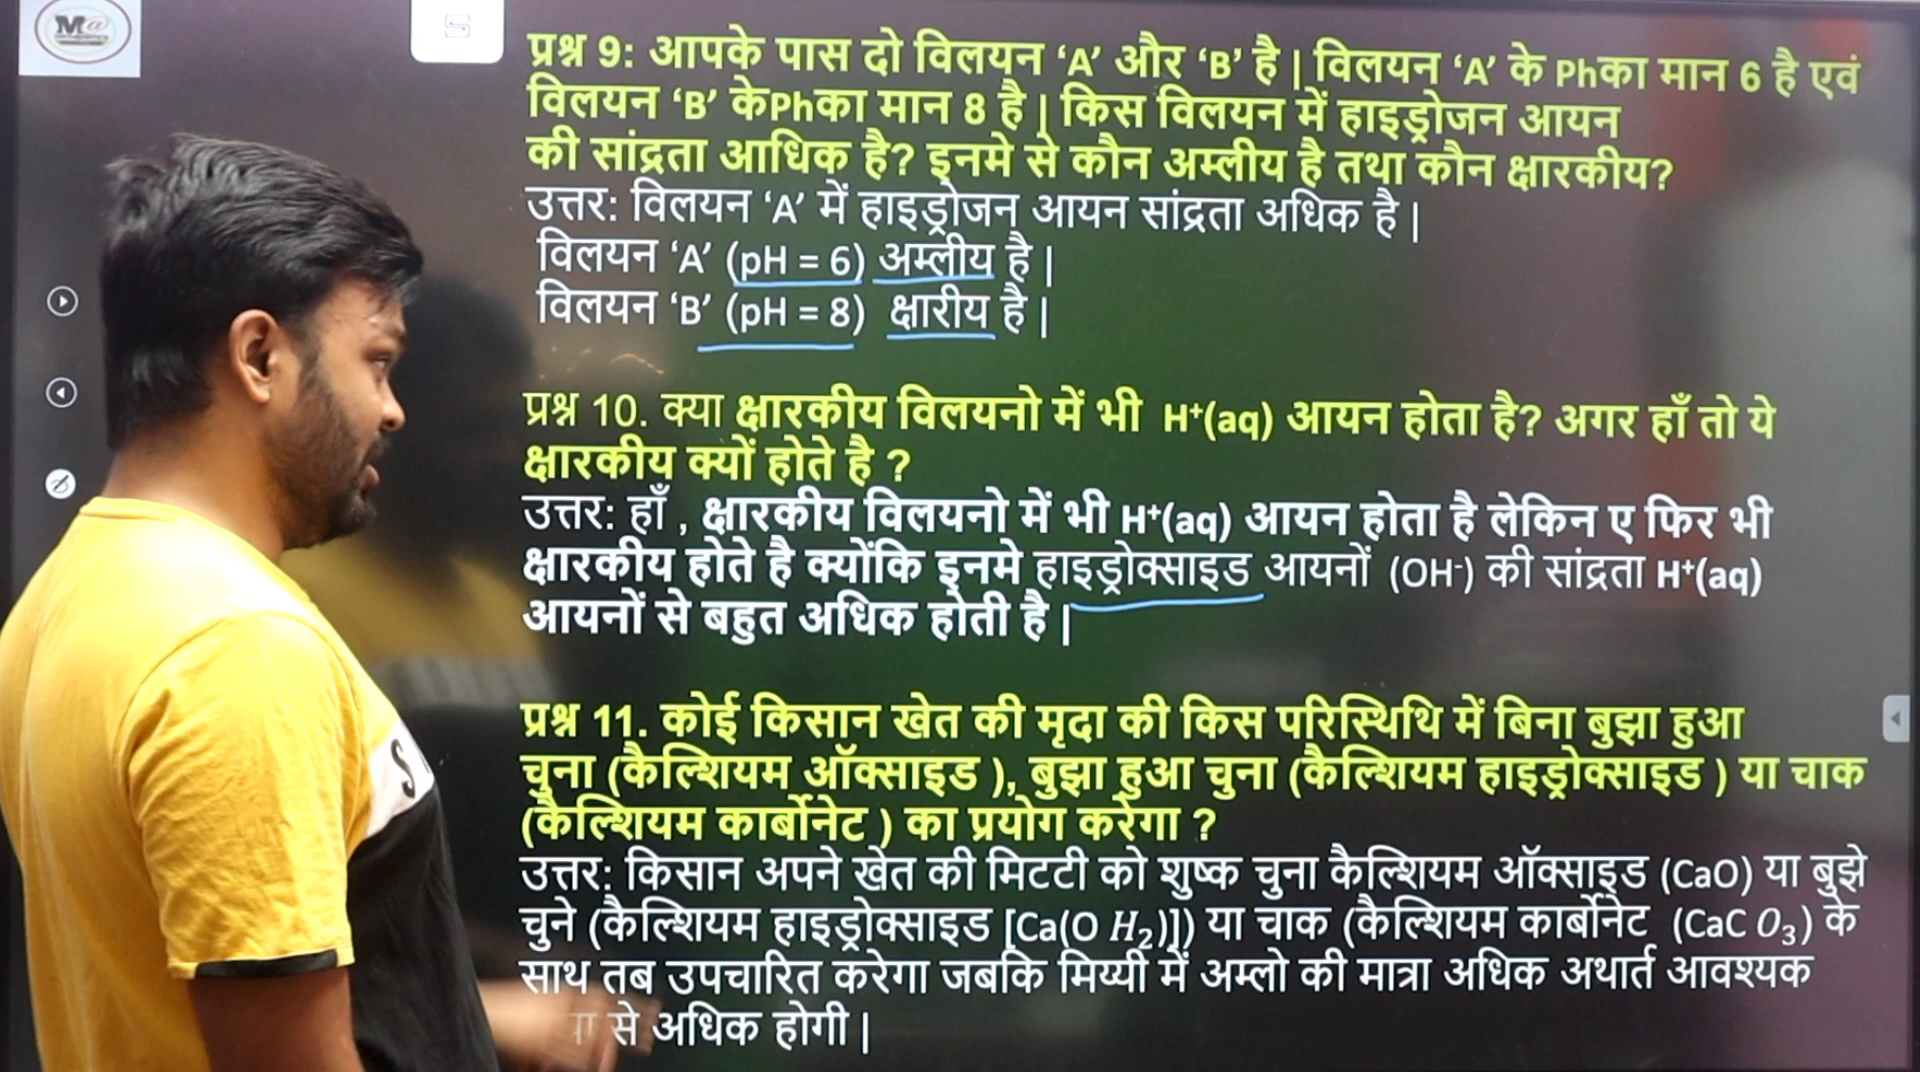 M@
प्रश्न 9: आपके पास दो विलयन ‘A’ और ‘B’ है | विलयन ‘A’ के Phका मान 6 है एवं
विलयन ‘B’ केPhका मान 8 है | किस विलयन में हाइड्रोजन आयन
की सांद्रता आधिक है? इनमे से कौन अम्लीय है तथा कौन क्षारकीय?
उत्तर: विलयन ‘A’ में हाइड्रोजन आयन सांद्रता अधिक है |
विलयन ‘A’ (pH = 6) अम्लीय है |
विलयन ‘B’ (pH = 8) क्षारीय है |
प्रश्न 10. क्या क्षारकीय विलयनो में भी H⁺(aq) आयन होता है? अगर हाँ तो ये
क्षारकीय क्यों होते है ?
उत्तर: हाँ , क्षारकीय विलयनो में भी H⁺(aq) आयन होता है लेकिन ए फिर भी
क्षारकीय होते है क्योंकि इनमे हाइड्रोक्साइड आयनों (OH⁻) की सांद्रता H⁺(aq)
आयनों से बहुत अधिक होती है |
प्रश्न 11. कोई किसान खेत की मृदा की किस परिस्थिथि में बिना बुझा हुआ
चुना (कैल्शियम ऑक्साइड ), बुझा हुआ चुना (कैल्शियम हाइड्रोक्साइड ) या चाक
(कैल्शियम कार्बोनेट ) का प्रयोग करेगा ?
उत्तर: किसान अपने खेत की मिटटी को शुष्क चुना कैल्शियम ऑक्साइड (CaO) या बुझे
चुने (कैल्शियम हाइड्रोक्साइड [Ca(O H₂)]) या चाक (कैल्शियम कार्बोनेट (CaC O₃) के
साथ तब उपचारित करेगा जबकि मिय्यी में अम्लो की मात्रा अधिक अथार्त आवश्यक
से अधिक होगी |